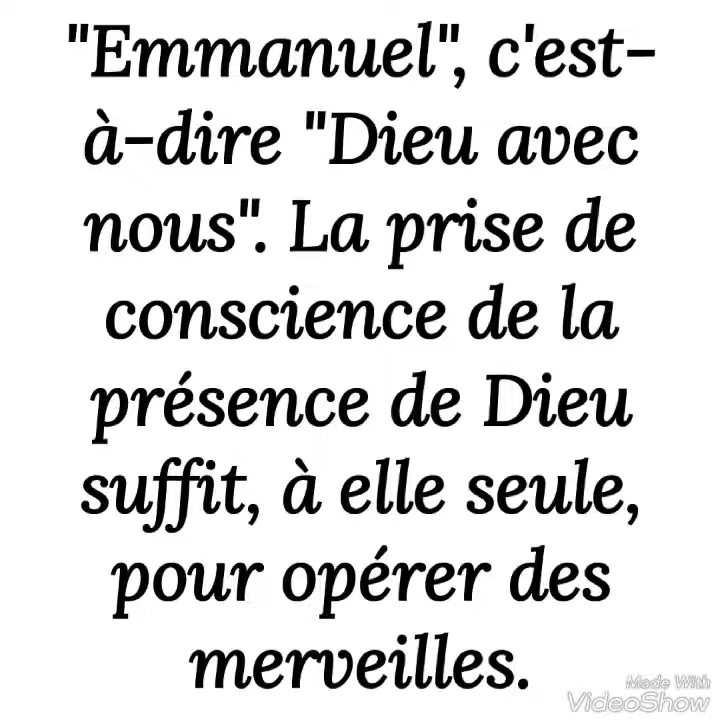 "Emmanuel", c'est-
à-dire "Dieu avec
nous". La prise de
conscience de la
présence de Dieu
suffit, à elle seule,
pour opérer des
merveilles.
Made With
VideoShow